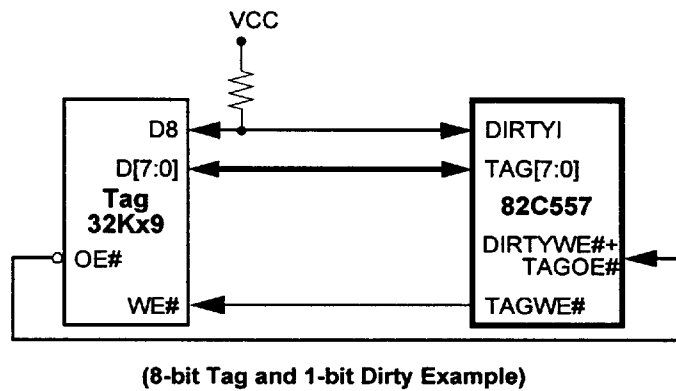 VCC
D8
D[7:0]
Tag
32Kx9
OE#
WE#
DIRTYI
TAG[7:0]
82C557
DIRTYWE#+
TAGOE#
TAGWE#
(8-bit Tag and 1-bit Dirty Example)